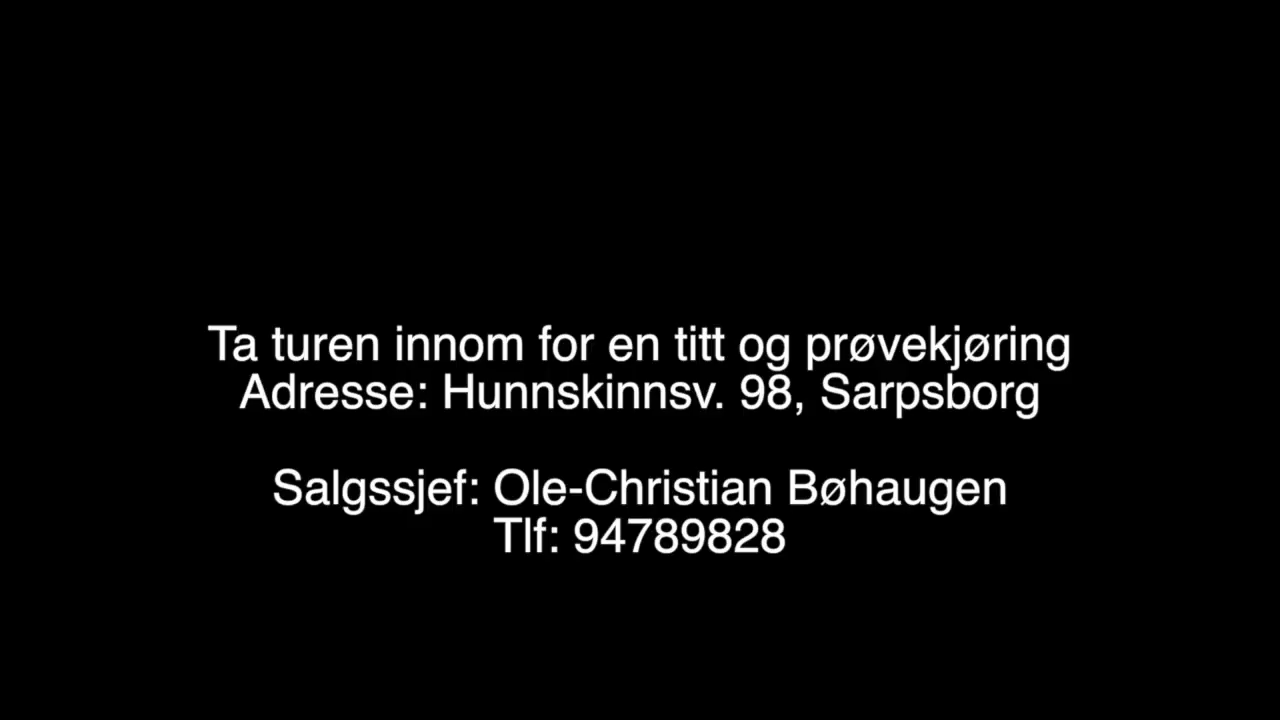 Ta turen innom for en titt og prøvekjøring
Adresse: Hunnskinnsv. 98, Sarpsborg
Salgssjef: Ole-Christian Bøhaugen
Tlf: 94789828